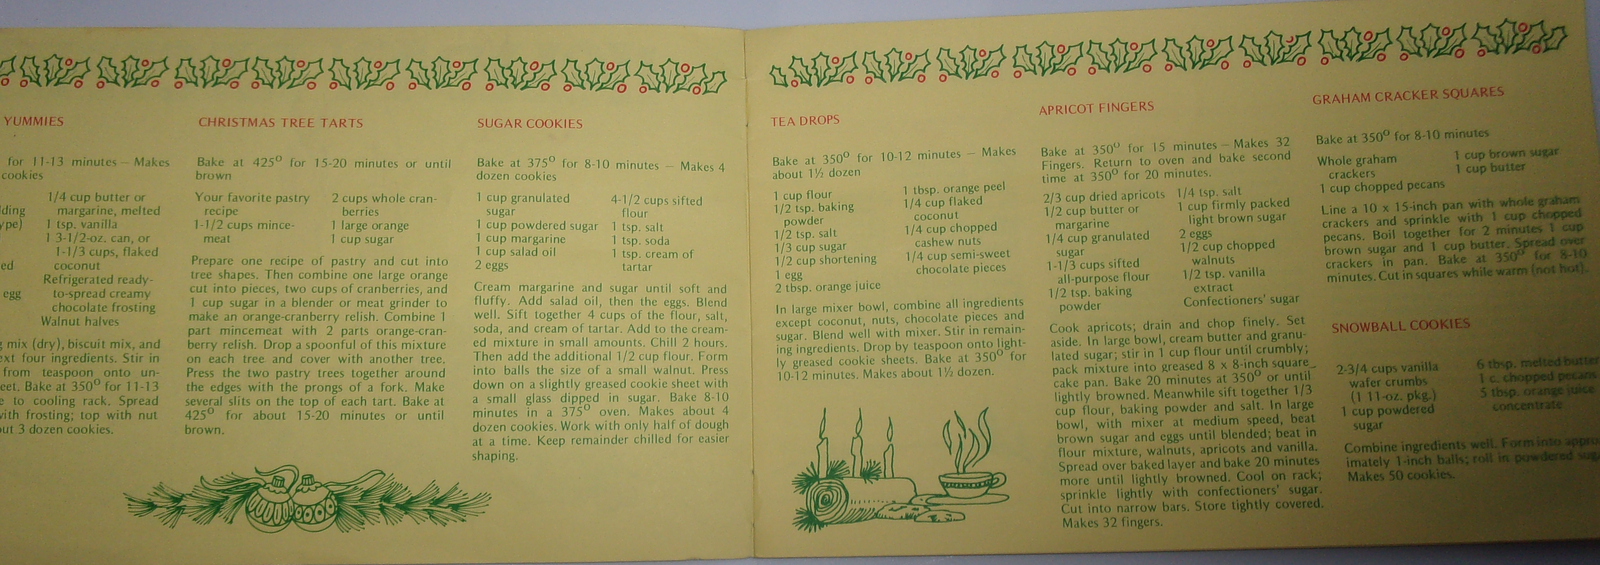 YUMMIES
for 11-13 minutes — Makes
cookies
1/4 cup butter or
margarine, melted
1 tsp. vanilla
1 3-1/2-oz. can, or
1-1/3 cups, flaked
coconut
Refrigerated ready-
to-spread creamy
chocolate frosting
Walnut halves
egg
mix (dry), biscuit mix, and
ext four ingredients. Stir in
from teaspoon onto un-
eet. Bake at 350° for 11-13
e to cooling rack. Spread
with frosting; top with nut
out 3 dozen cookies.
CHRISTMAS TREE TARTS
Bake at 425° for 15-20 minutes or until
brown
Your favorite pastry
recipe
1-1/2 cups mince-
meat
2 cups whole cran-
berries
1 large orange
1 cup sugar
Prepare one recipe of pastry and cut into
tree shapes. Then combine one large orange
cut into pieces, two cups of cranberries, and
1 cup sugar in a blender or meat grinder to
make an orange-cranberry relish. Combine 1
part mincemeat with 2 parts orange-cran-
berry relish. Drop a spoonful of this mixture
on each tree and cover with another tree.
Press the two pastry trees together around
the edges with the prongs of a fork. Make
several slits on the top of each tart. Bake at
425° for about 15-20 minutes or until
brown.
SUGAR COOKIES
Bake at 375° for 8-10 minutes — Makes 4
dozen cookies
1 cup granulated
sugar
1 cup powdered sugar
1 cup margarine
1 cup salad oil
2 eggs
4-1/2 cups sifted
flour
1 tsp. salt
1 tsp. soda
1 tsp. cream of
tartar
Cream margarine and sugar until soft and
fluffy. Add salad oil, then the eggs. Blend
well. Sift together 4 cups of the flour, salt,
soda, and cream of tartar. Add to the cream-
ed mixture in small amounts. Chill 2 hours.
Then add the additional 1/2 cup flour. Form
into balls the size of a small walnut. Press
down on a slightly greased cookie sheet with
a small glass dipped in sugar. Bake 8-10
minutes in a 375° oven. Makes about 4
dozen cookies. Work with only half of dough
at a time. Keep remainder chilled for easier
shaping.
TEA DROPS
Bake at 350° for 10-12 minutes — Makes
about 1½ dozen
1 cup flour
1/2 tsp. baking
powder
1/2 tsp. salt
1/3 cup sugar
1/2 cup shortening
1 egg
2 tbsp. orange juice
1 tbsp. orange peel
1/4 cup flaked
coconut
1/4 cup chopped
cashew nuts
1/4 cup semi-sweet
chocolate pieces
In large mixer bowl, combine all ingredients
except coconut, nuts, chocolate pieces and
sugar. Blend well with mixer. Stir in remain-
ing ingredients. Drop by teaspoon onto light-
ly greased cookie sheets. Bake at 350° for
10-12 minutes. Makes about 1½ dozen.
APRICOT FINGERS
Bake at 350° for 15 minutes — Makes 32
Fingers. Return to oven and bake second
time at 350° for 20 minutes.
2/3 cup dried apricots
1/2 cup butter or
margarine
1/4 cup granulated
sugar
1-1/3 cups sifted
all-purpose flour
1/2 tsp. baking
powder
1/4 tsp. salt
1 cup firmly packed
light brown sugar
2 eggs
1/2 cup chopped
walnuts
1/2 tsp. vanilla
extract
Confectioners' sugar
Cook apricots; drain and chop finely. Set
aside. In large bowl, cream butter and granu-
lated sugar; stir in 1 cup flour until crumbly;
pack mixture into greased 8 x 8-inch square
cake pan. Bake 20 minutes at 350° or until
lightly browned. Meanwhile sift together 1/3
cup flour, baking powder and salt. In large
bowl, with mixer at medium speed, beat
brown sugar and eggs until blended; beat in
flour mixture, walnuts, apricots and vanilla.
Spread over baked layer and bake 20 minutes
more until lightly browned. Cool on rack;
sprinkle lightly with confectioners' sugar.
Cut into narrow bars. Store tightly covered.
Makes 32 fingers.
GRAHAM CRACKER SQUARES
Bake at 350° for 8-10 minutes
Whole graham
crackers
1 cup chopped pecans
1 cup brown sugar
1 cup butter
Line a 10 x 15-inch pan with whole graham
crackers and sprinkle with 1 cup chopped
pecans. Boil together for 2 minutes 1 cup
brown sugar and 1 cup butter. Spread over
crackers in pan. Bake at 350° for 8-10
minutes. Cut in squares while warm (not hot).
SNOWBALL COOKIES
2-3/4 cups vanilla
wafer crumbs
(1 11-oz. pkg.)
1 cup powdered
sugar
6 tbsp. melted butter
1 c. chopped pecans
5 tbsp. orange juice
concentrate
Combine ingredients well. Form into approx
imately 1-inch balls; roll in powdered sug
Makes 50 cookies.